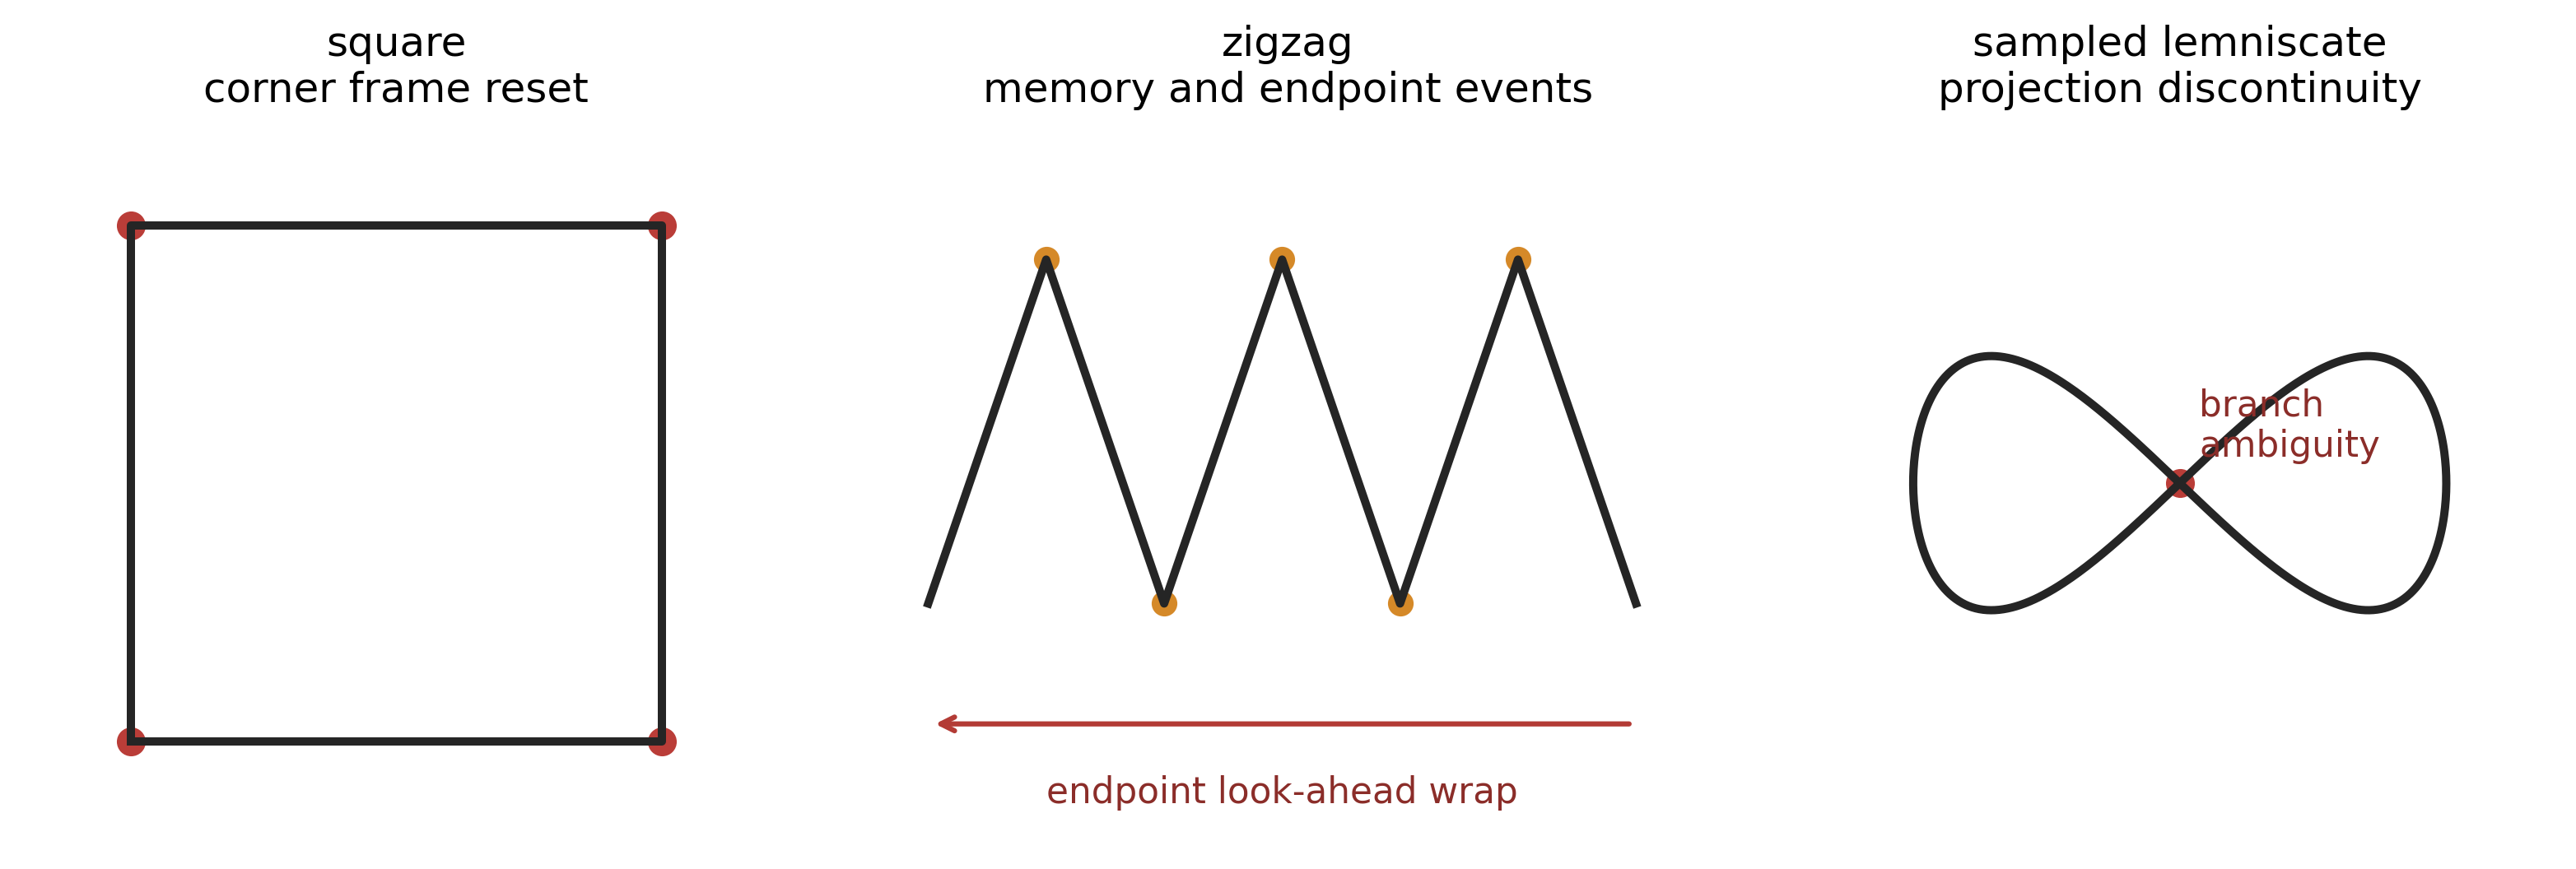 square
corner frame reset
zigzag
memory and endpoint events
endpoint look-ahead wrap
sampled lemniscate
projection discontinuity
branch
ambiguity